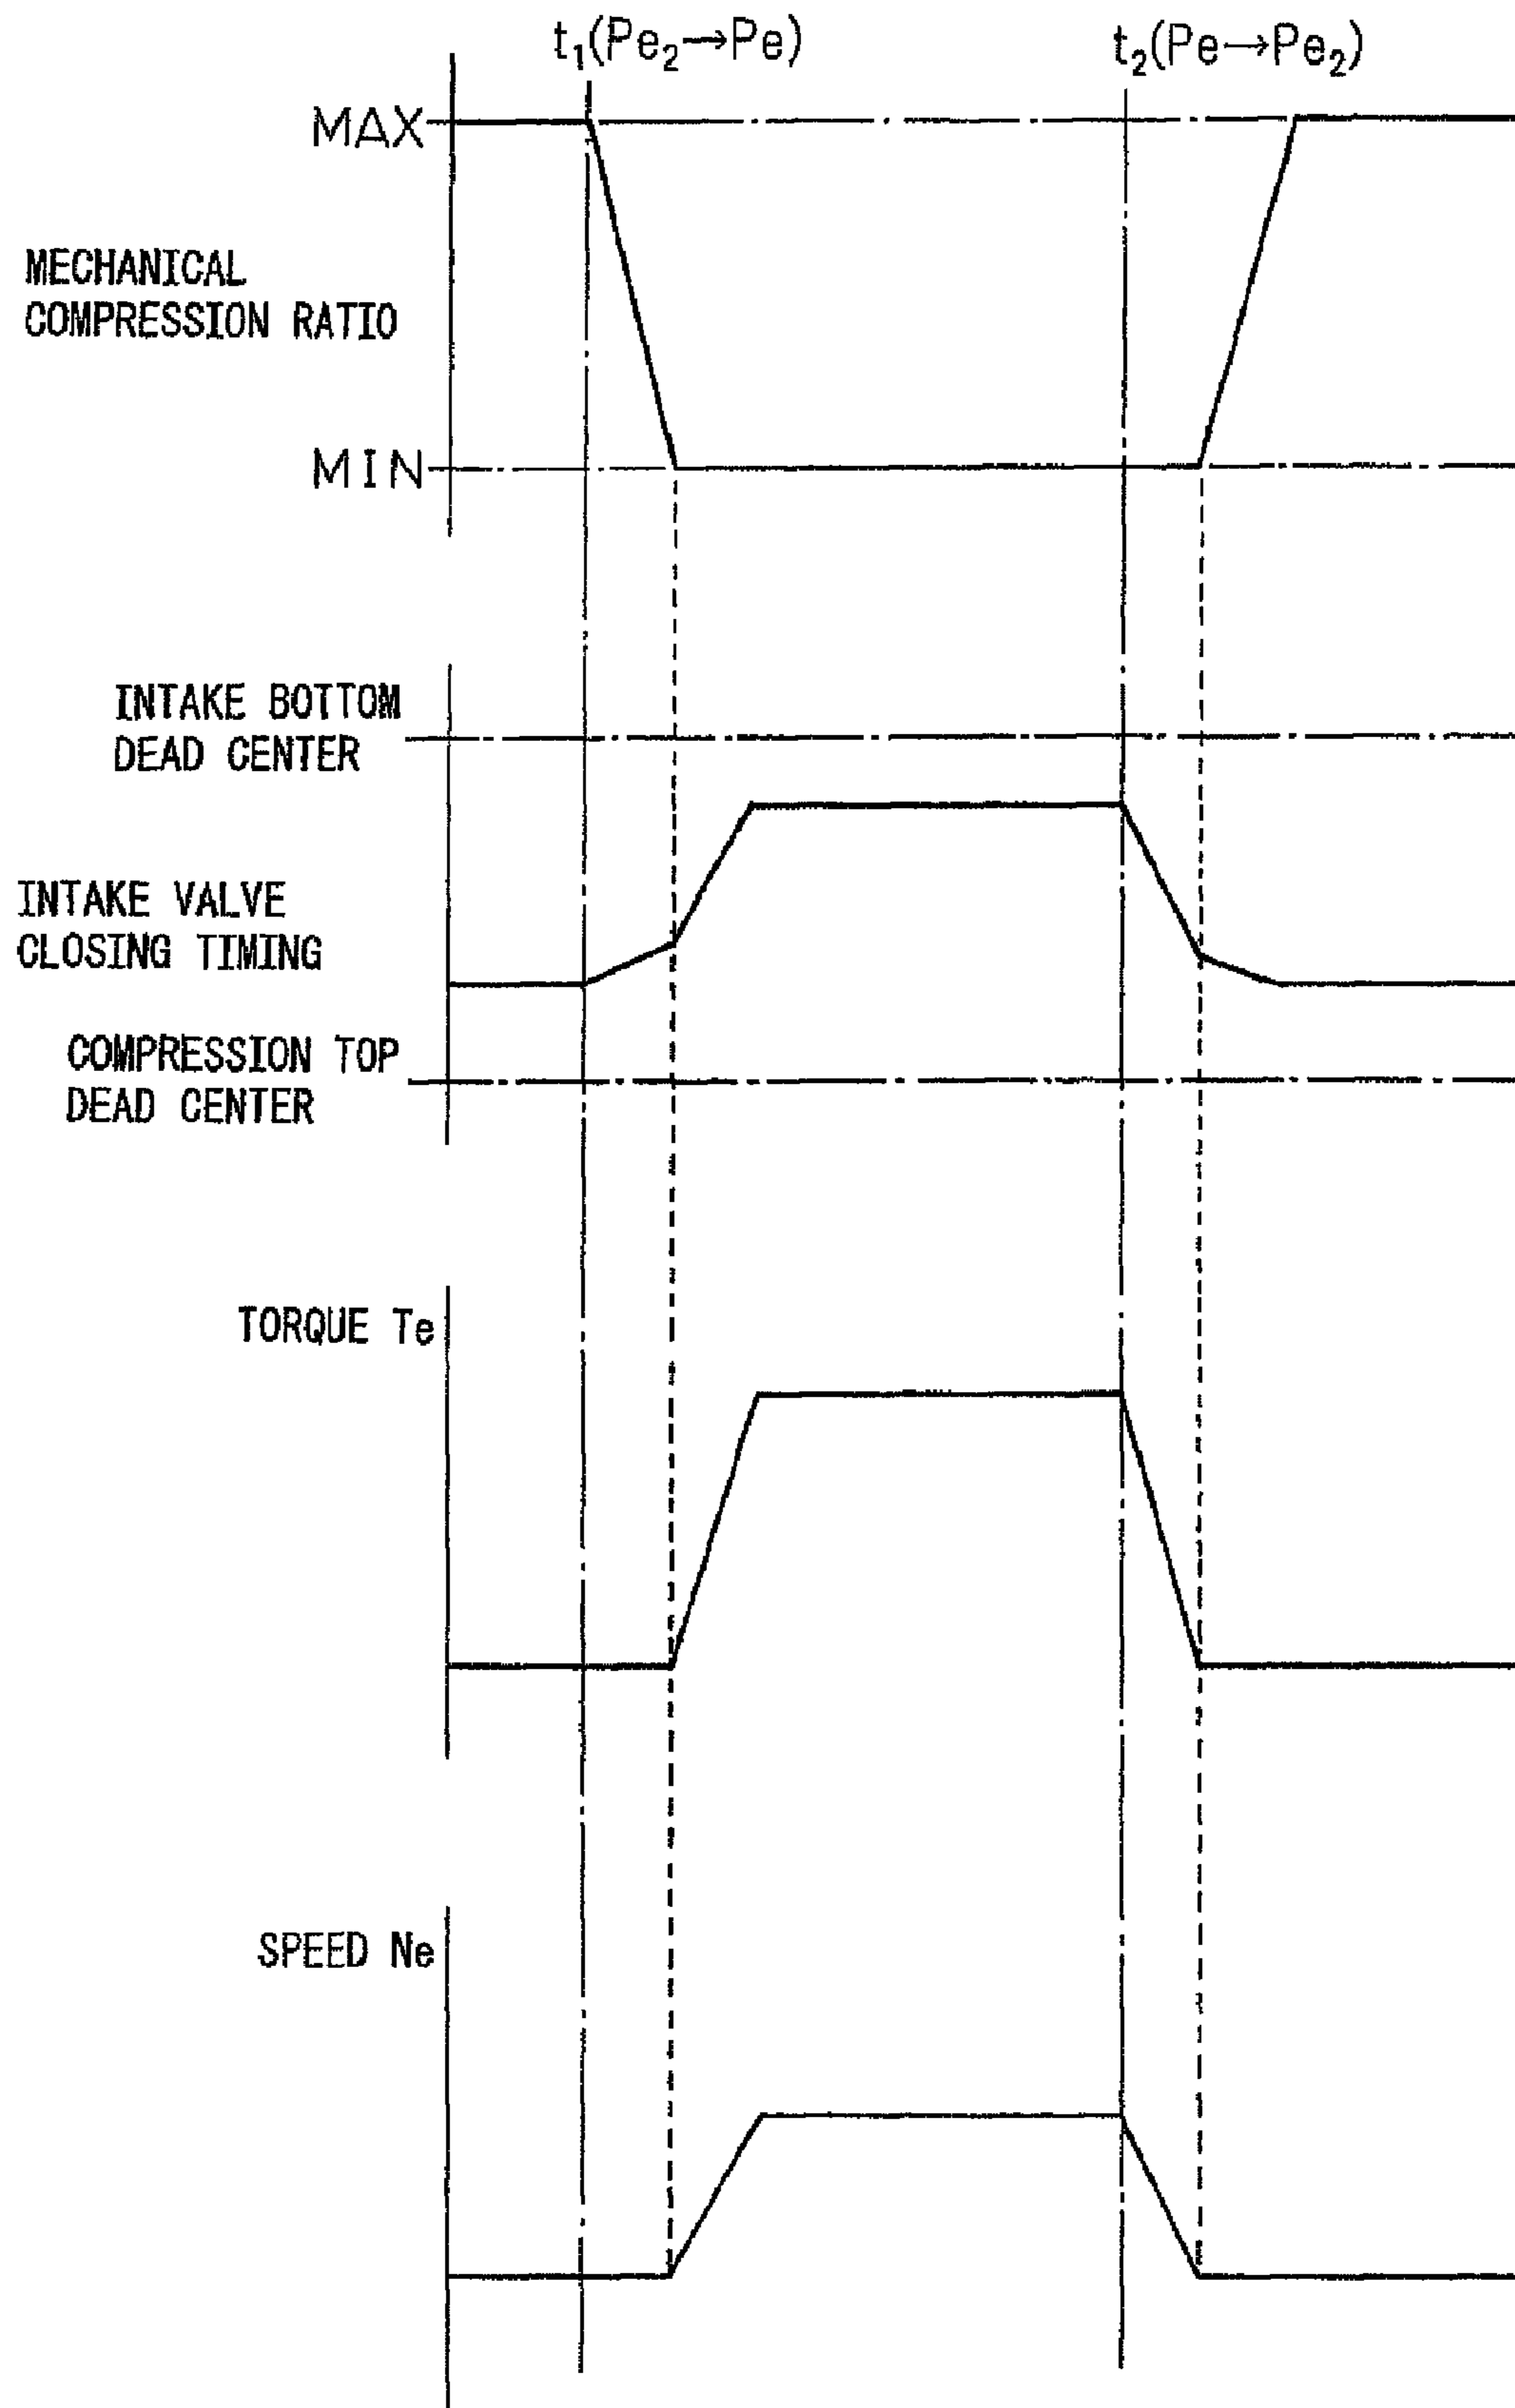 t₁(Pe₂→Pe)
t₂(Pe→Pe₂)
MAX
MECHANICAL
COMPRESSION RATIO
MIN
INTAKE BOTTOM
DEAD CENTER
INTAKE VALVE
CLOSING TIMING
COMPRESSION TOP
DEAD CENTER
TORQUE Te
SPEED Ne